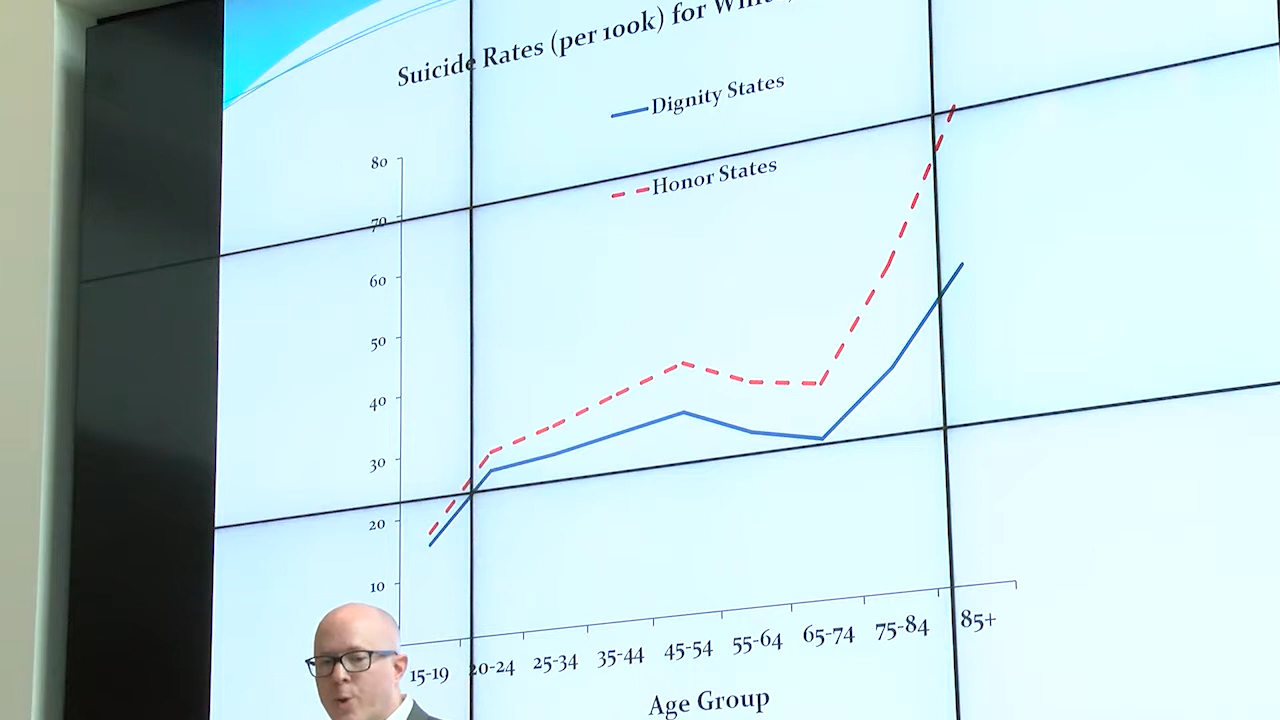 Suicide Rates (per 100k) for
Dignity States
Honor States
80
70
60
50
40
30
20
10
15-19 20-24 25-34 35-44 45-54 55-64 65-74 75-84 85+
Age Group